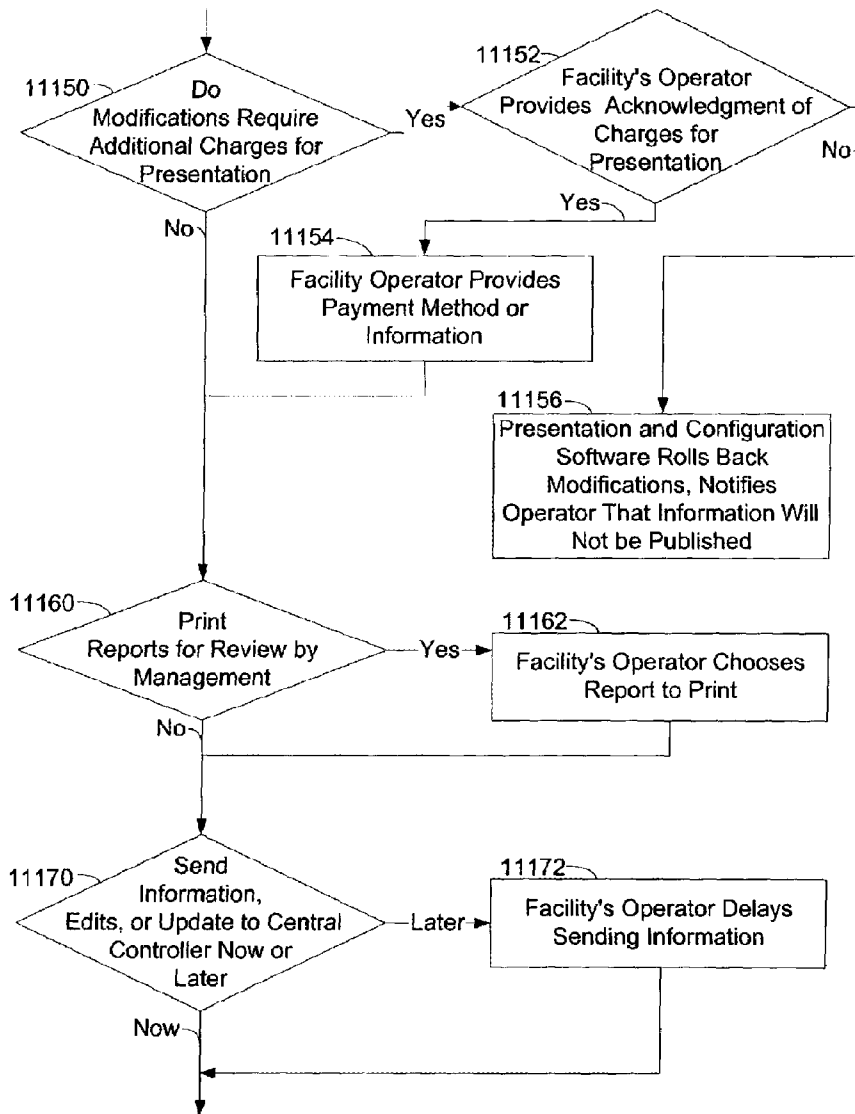 11150
Do
Modifications Require
Additional Charges for
Presentation
Yes
No
11152
Facility's Operator
Provides Acknowledgment of
Charges for
Presentation
No
Yes
11154
Facility Operator Provides
Payment Method or
Information
11156
Presentation and Configuration
Software Rolls Back
Modifications, Notifies
Operator That Information Will
Not be Published
11160
Print
Reports for Review by
Management
Yes
No
11162
Facility's Operator Chooses
Report to Print
11170
Send
Information,
Edits, or Update to Central
Controller Now or
Later
Later
Now
11172
Facility's Operator Delays
Sending Information